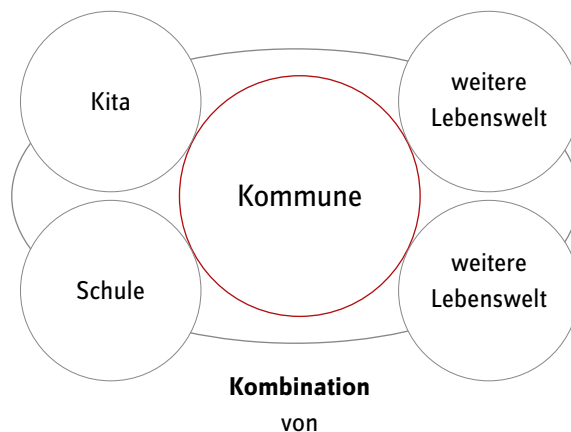 Kita
weitere
Lebenswelt
Kommune
Schule
weitere
Lebenswelt
Kombination
von